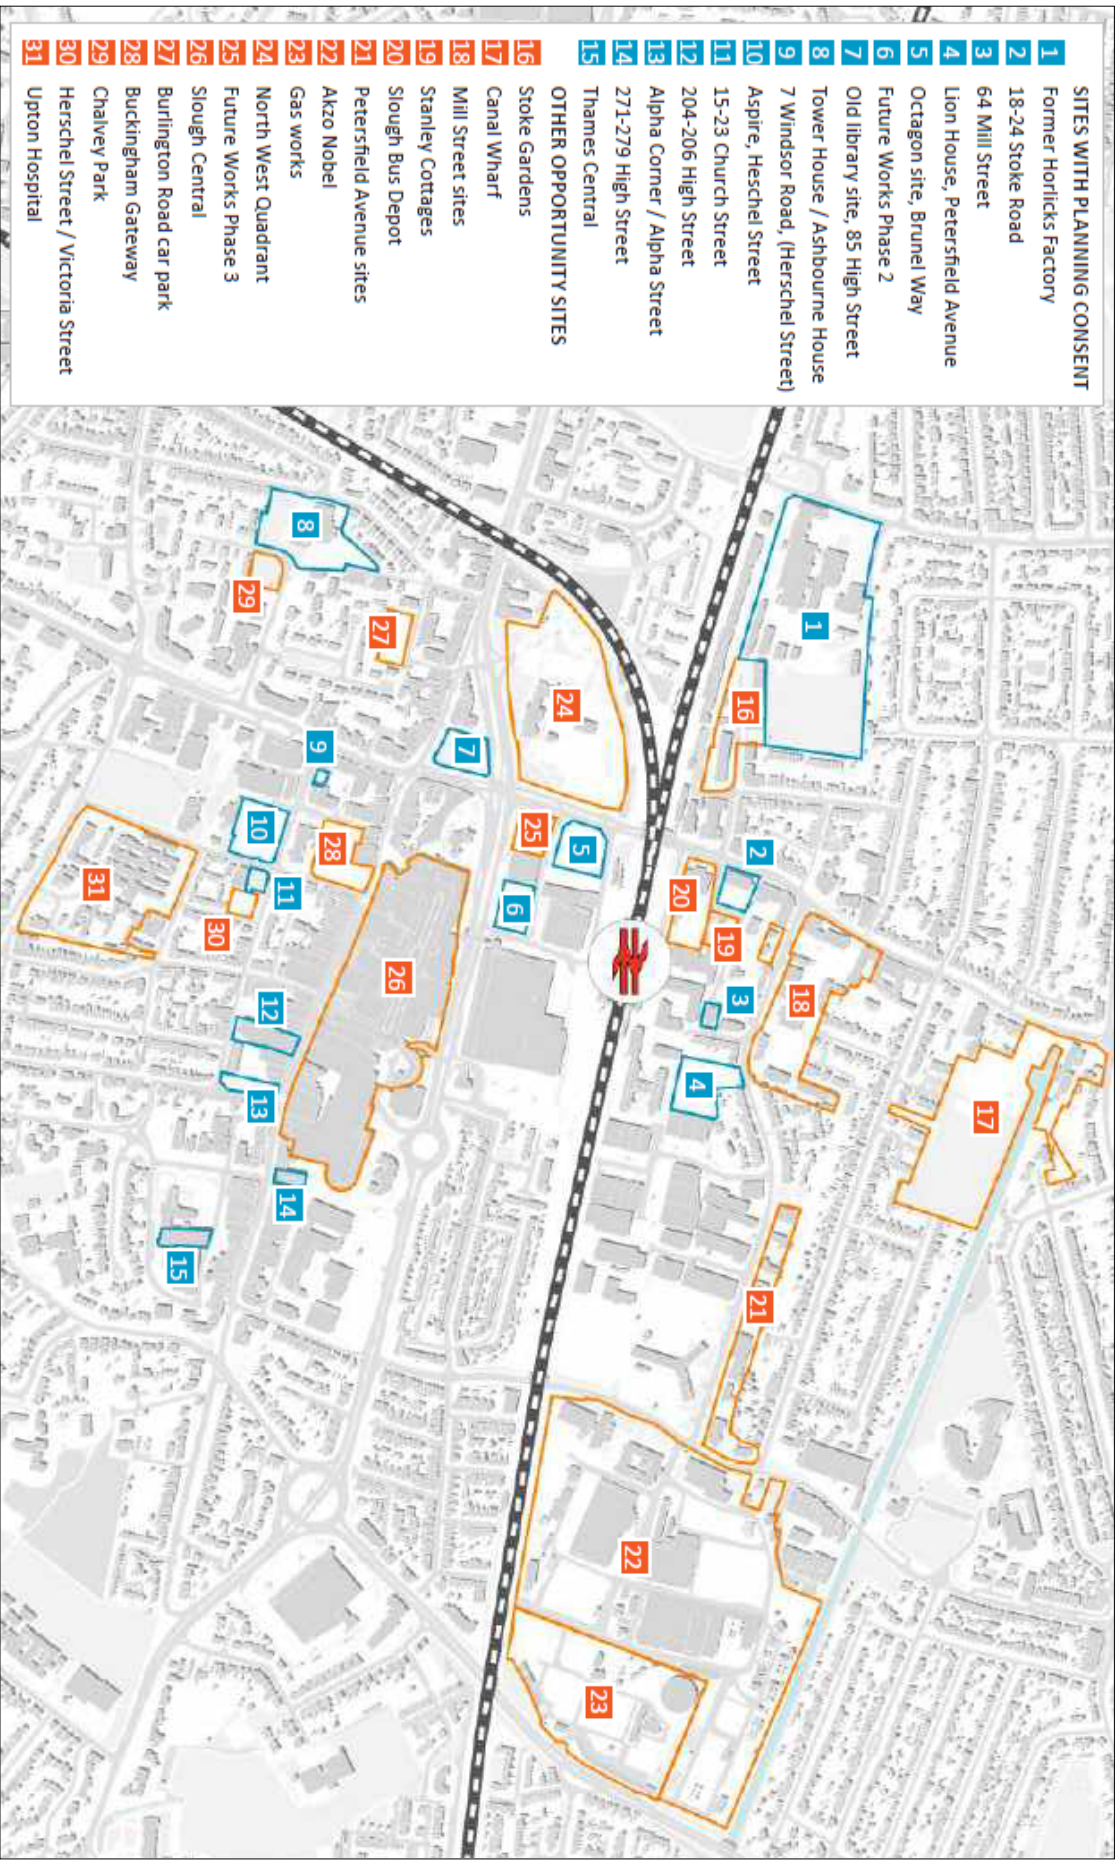 SITES WITH PLANNING CONSENT
1 Former Horlicks Factory
2 18-24 Stoke Road
3 64 Mill Street
4 Lion House, Petersfield Avenue
5 Octagon site, Brunel Way
6 Future Works Phase 2
7 Old library site, 85 High Street
8 Tower House / Ashbourne House
9 7 Windsor Road, (Herschel Street)
10 Aspire, Heschel Street
11 15-23 Church Street
12 204-206 High Street
13 Alpha Corner / Alpha Street
14 271-279 High Street
15 Thames Central
OTHER OPPORTUNITY SITES
16 Stoke Gardens
17 Canal Wharf
18 Mill Street sites
19 Stanley Cottages
20 Slough Bus Depot
21 Petersfield Avenue sites
22 Akzo Nobel
23 Gas works
24 North West Quadrant
25 Future Works Phase 3
26 Slough Central
27 Burlington Road car park
28 Buckingham Gateway
29 Chalvey Park
30 Herschel Street / Victoria Street
31 Upton Hospital
1
16
2
20
19
18
3
4
17
21
22
23
24
5
25
6
7
27
8
29
9
10
28
11
30
31
26
12
13
14
15